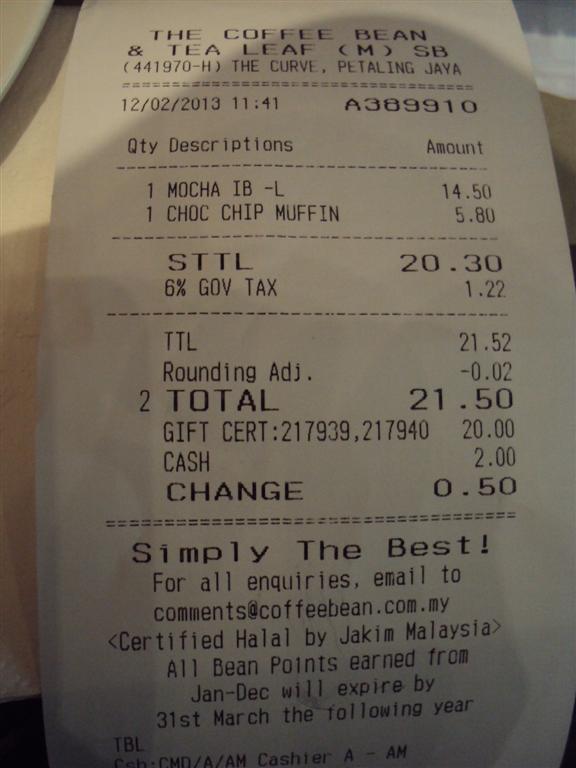 THE COFFEE BEAN
& TEA LEAF (M) SB
(441970-H) THE CURVE, PETALING JAYA
12/02/2013 11:41 A389910
Qty Descriptions Amount
1 MOCHA IB -L 14.50
1 CHOC CHIP MUFFIN 5.80
STTL 20.30
6% GOV TAX 1.22
TTL 21.52
Rounding Adj. -0.02
2 TOTAL 21.50
GIFT CERT:217939,217940 20.00
CASH 2.00
CHANGE 0.50
Simply The Best!
For all enquiries, email to
comments@coffeebean.com.my
<Certified Halal by Jakim Malaysia>
All Bean Points earned from
Jan-Dec will expire by
31st March the following year
TBL
Csh:CMD/A/AM Cashier A - AM